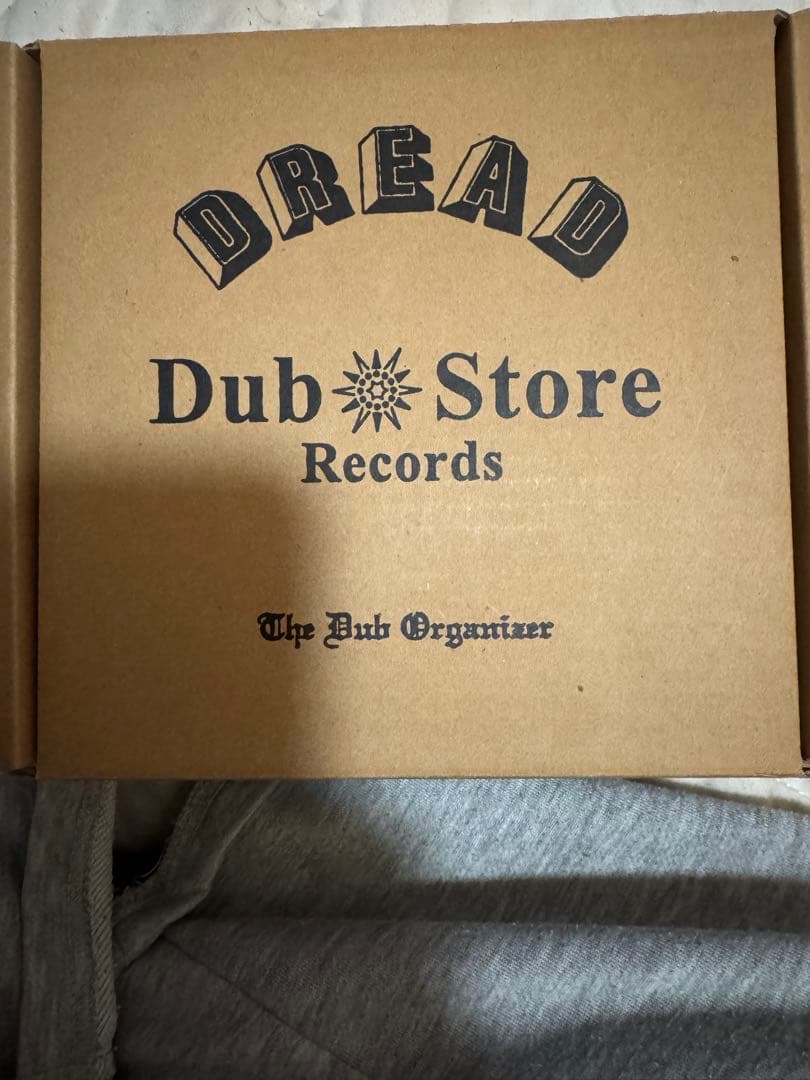 DREAD
Dub Store
Records
The Dub Organizer